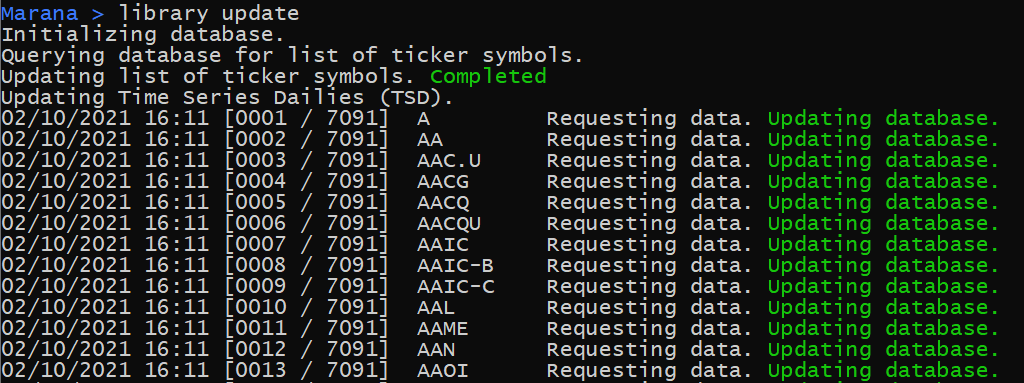 Marana > library update
Initializing database.
Querying database for list of ticker symbols.
Updating list of ticker symbols. Completed
Updating Time Series Dailies (TSD).
02/10/2021 16:11 [0001 / 7091]  A         Requesting data. Updating database.
02/10/2021 16:11 [0002 / 7091]  AA        Requesting data. Updating database.
02/10/2021 16:11 [0003 / 7091]  AAC.U     Requesting data. Updating database.
02/10/2021 16:11 [0004 / 7091]  AACG      Requesting data. Updating database.
02/10/2021 16:11 [0005 / 7091]  AACQ      Requesting data. Updating database.
02/10/2021 16:11 [0006 / 7091]  AACQU     Requesting data. Updating database.
02/10/2021 16:11 [0007 / 7091]  AAIC      Requesting data. Updating database.
02/10/2021 16:11 [0008 / 7091]  AAIC-B    Requesting data. Updating database.
02/10/2021 16:11 [0009 / 7091]  AAIC-C    Requesting data. Updating database.
02/10/2021 16:11 [0010 / 7091]  AAL       Requesting data. Updating database.
02/10/2021 16:11 [0011 / 7091]  AAME      Requesting data. Updating database.
02/10/2021 16:11 [0012 / 7091]  AAN       Requesting data. Updating database.
02/10/2021 16:11 [0013 / 7091]  AAOI      Requesting data. Updating database.